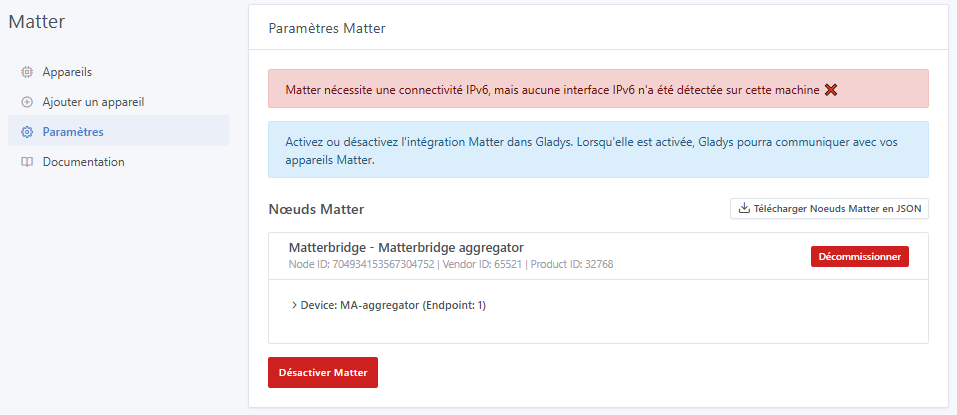 Matter
Appareils
Ajouter un appareil
Paramètres
Documentation
Paramètres Matter
Matter nécessite une connectivité IPv6, mais aucune interface IPv6 n'a été détectée sur cette machine ❌
Activez ou désactivez l'intégration Matter dans Gladys. Lorsqu'elle est activée, Gladys pourra communiquer avec vos
appareils Matter.
Nœuds Matter
Télécharger Noeuds Matter en JSON
Matterbridge - Matterbridge aggregator
Node ID: 704934153567304752 | Vendor ID: 65521 | Product ID: 32768
Décommissionner
Device: MA-aggregator (Endpoint: 1)
Désactiver Matter